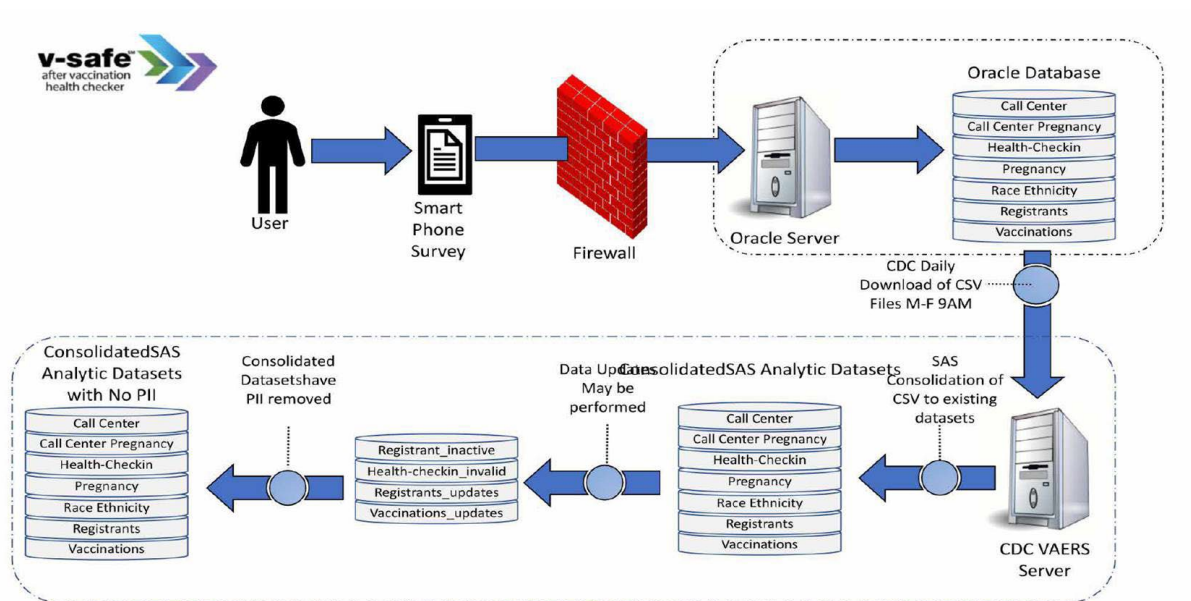 v-safe℠
after vaccination
health checker
User
Smart
Phone
Survey
Firewall
Oracle Server
Oracle Database
Call Center
Call Center Pregnancy
Health-Checkin
Pregnancy
Race Ethnicity
Registrants
Vaccinations
CDC Daily
Download of CSV
Files M-F 9AM
ConsolidatedSAS
Analytic Datasets
with No PII
Call Center
Call Center Pregnancy
Health-Checkin
Pregnancy
Race Ethnicity
Registrants
Vaccinations
Consolidated
Datasetshave
PII removed
Registrant_inactive
Health-checkin_invalid
Registrants_updates
Vaccinations_updates
Data Updates
May be
performed
ConsolidatedSAS Analytic Datasets
Call Center
Call Center Pregnancy
Health-Checkin
Pregnancy
Race Ethnicity
Registrants
Vaccinations
SAS
Consolidation of
CSV to existing
datasets
CDC VAERS
Server